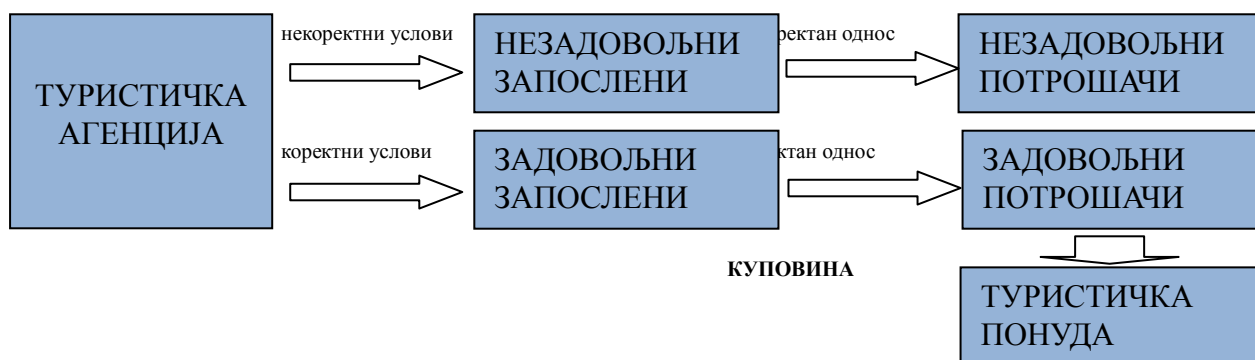 некоректни услови
ректан однос
НЕЗАДОВОЉНИ
ЗАПОСЛЕНИ
НЕЗАДОВОЉНИ
ПОТРОШАЧИ
ТУРИСТИЧКА
АГЕНЦИЈА
коректни услови
ктан однос
ЗАДОВОЉНИ
ЗАПОСЛЕНИ
ЗАДОВОЉНИ
ПОТРОШАЧИ
КУПОВИНА
ТУРИСТИЧКА
ПОНУДА